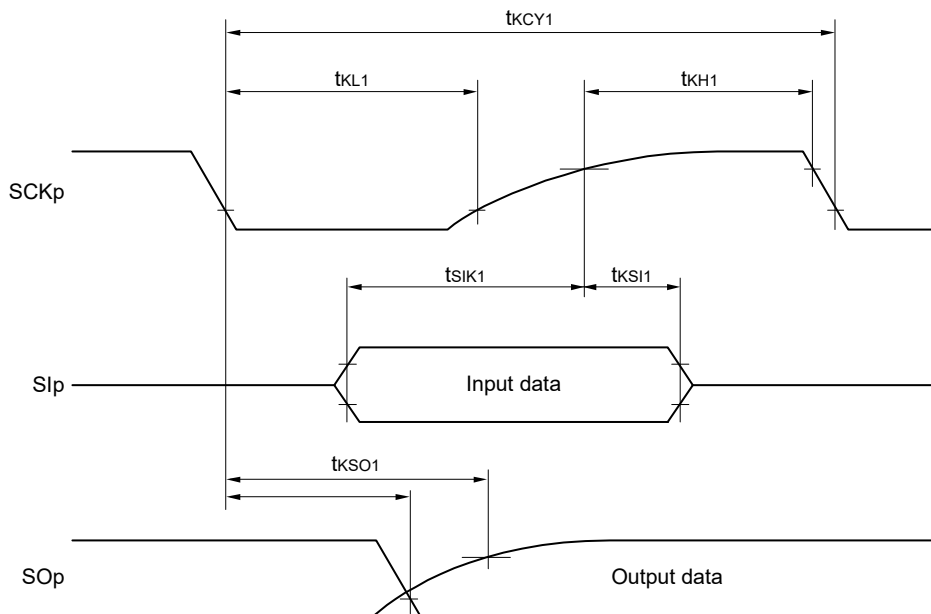 tKCY1
tKL1
tKH1
SCKp
tSIK1
tKSI1
SIp
Input data
tKSO1
SOp
Output data